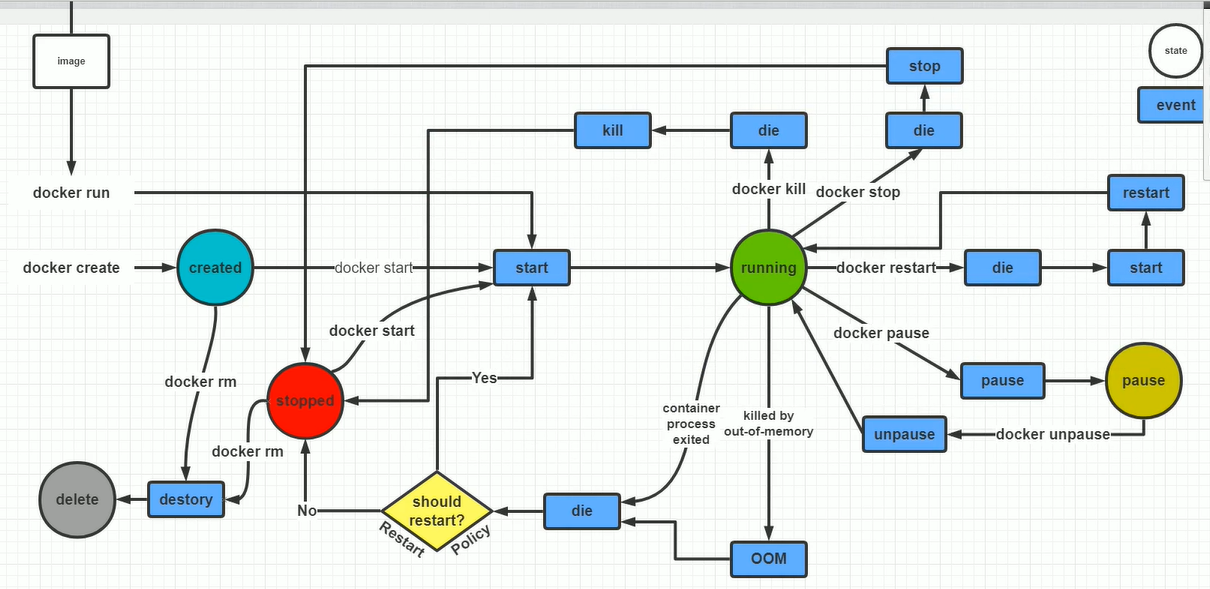 image
state
stop
event
kill
die
die
docker run
docker kill
docker stop
restart
docker create
created
docker start
start
running
docker restart
die
start
docker start
docker pause
docker rm
Yes
pause
pause
stopped
container
process
exited
killed by
out-of-memory
unpause
docker unpause
docker rm
delete
destory
No
should
restart?
Restart Policy
die
OOM